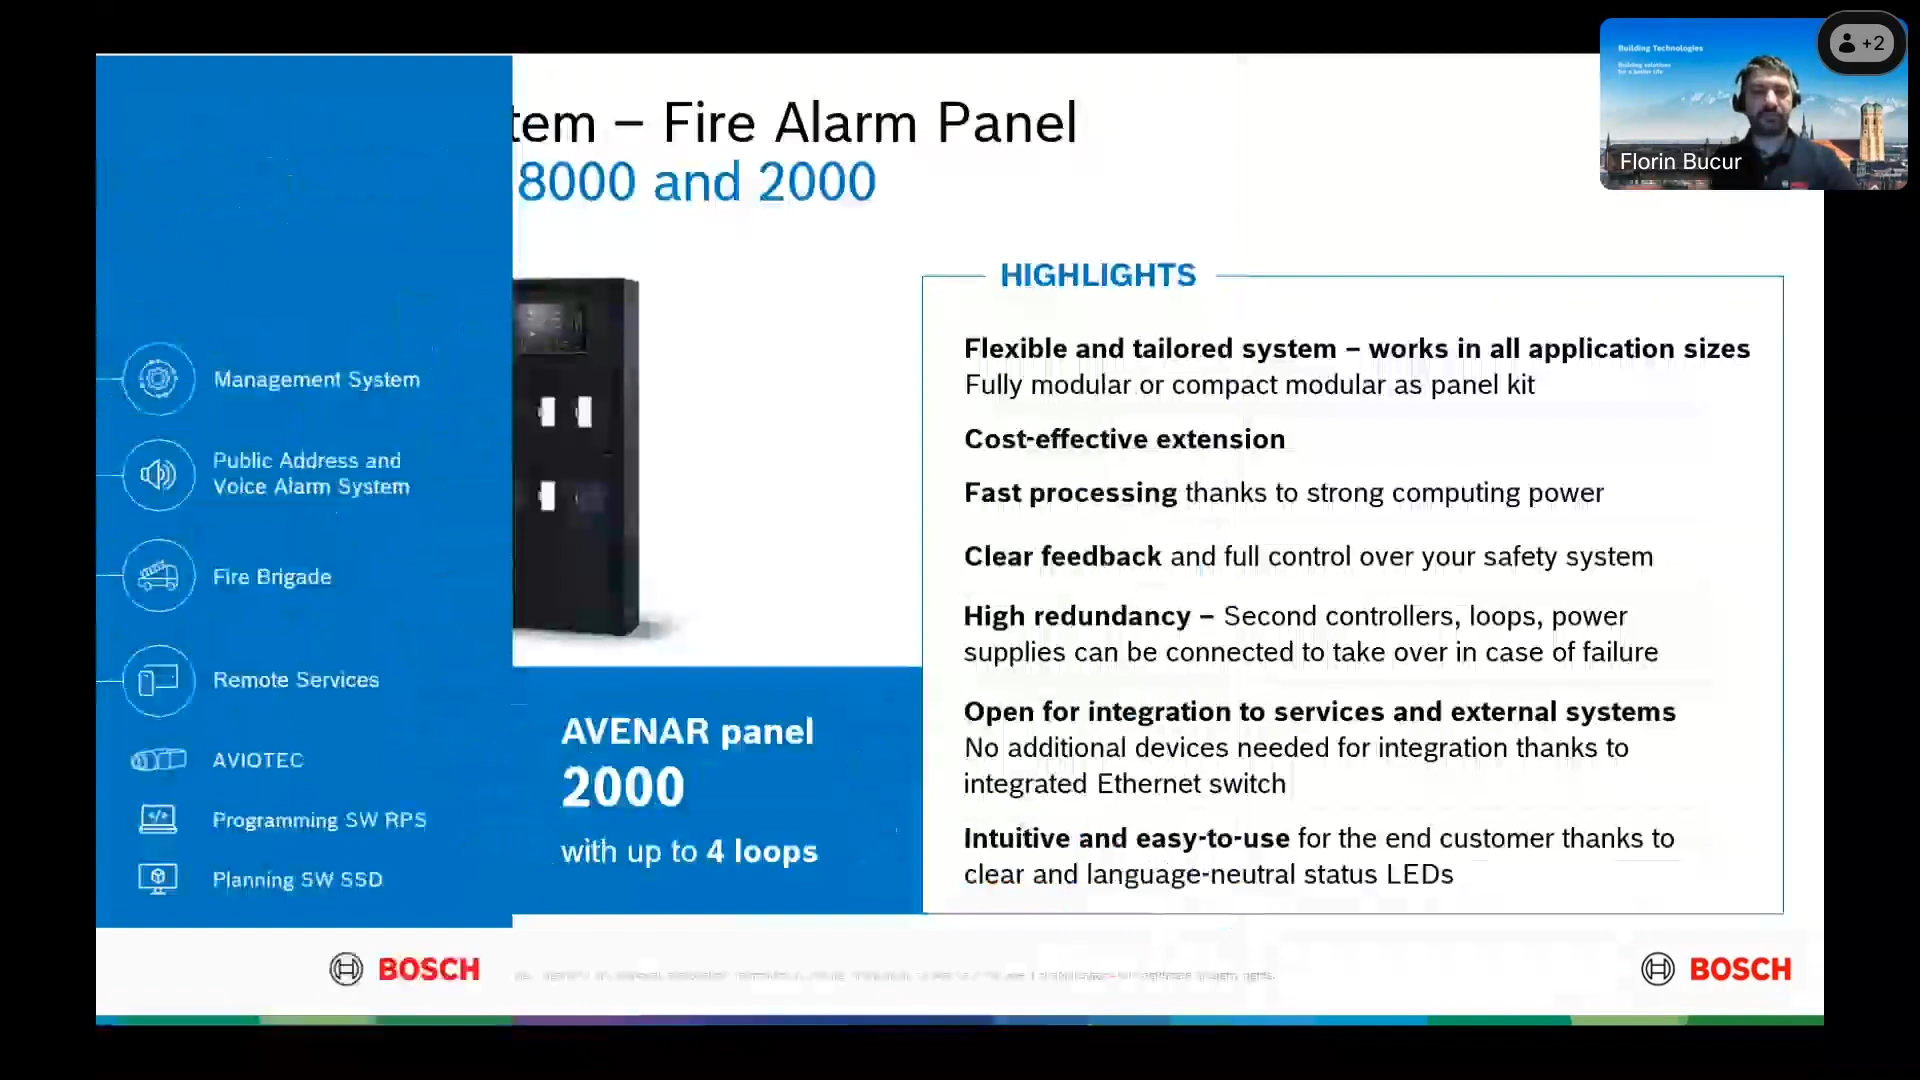 tem – Fire Alarm Panel
8000 and 2000
Building Technologies
Building solutions
for a better life
+2
Florin Bucur
Management System
Public Address and
Voice Alarm System
Fire Brigade
Remote Services
AVIOTEC
Programming SW RPS
Planning SW SSD
AVENAR panel
2000
with up to 4 loops
HIGHLIGHTS
Flexible and tailored system – works in all application sizes
Fully modular or compact modular as panel kit
Cost-effective extension
Fast processing thanks to strong computing power
Clear feedback and full control over your safety system
High redundancy – Second controllers, loops, power
supplies can be connected to take over in case of failure
Open for integration to services and external systems
No additional devices needed for integration thanks to
integrated Ethernet switch
Intuitive and easy-to-use for the end customer thanks to
clear and language-neutral status LEDs
BOSCH
BOSCH